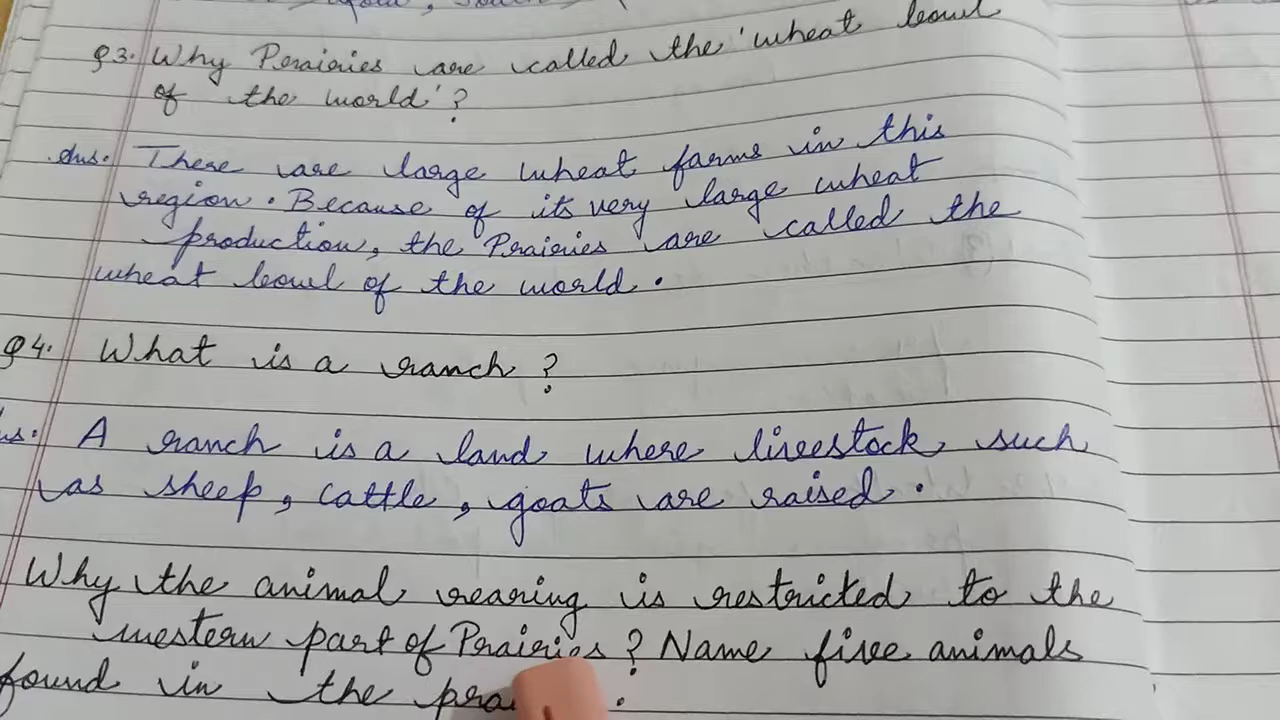 Q3. Why Prairies are called the 'wheat bowl
of the world'?
Ans. There are large wheat farms in this
region. Because of its very large wheat
production, the Prairies are called the
wheat bowl of the world.
Q4. What is a ranch?
A ranch is a land where livestock such
as sheep, cattle, goats are raised.
Why the animal rearing is restricted to the
western part of Prairies? Name five animals
found in the